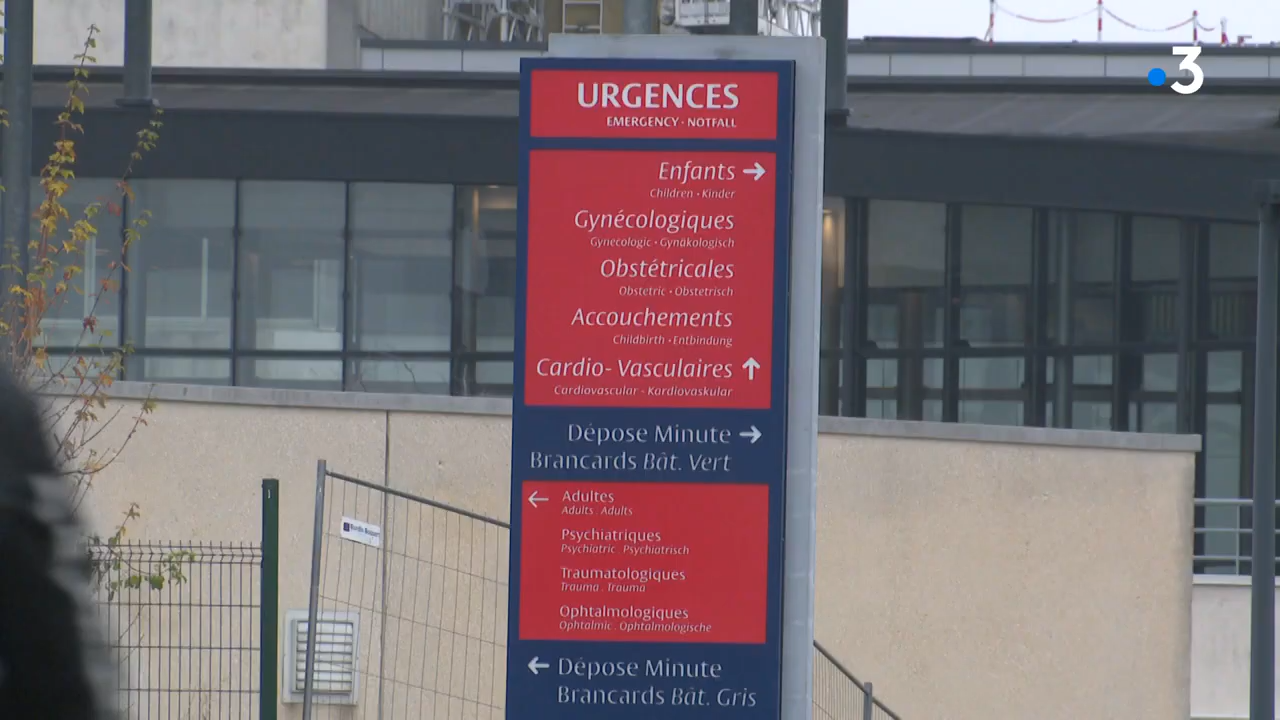 3
URGENCES
EMERGENCY · NOTFALL
Enfants →
Children • Kinder
Gynécologiques
Gynecologic • Gynäkologisch
Obstétricales
Obstetric • Obstetrisch
Accouchements
Childbirth • Entbindung
Cardio- Vasculaires ↑
Cardiovascular - Kardiovaskular
Dépose Minute →
Brancards Bât. Vert
← Adultes
Adults . Adults
Psychiatriques
Psychiatric . Psychiatrisch
Traumatologiques
Trauma . Trauma
Ophtalmologiques
Ophtalmic . Ophtalmologische
← Dépose Minute
Brancards Bât. Gris